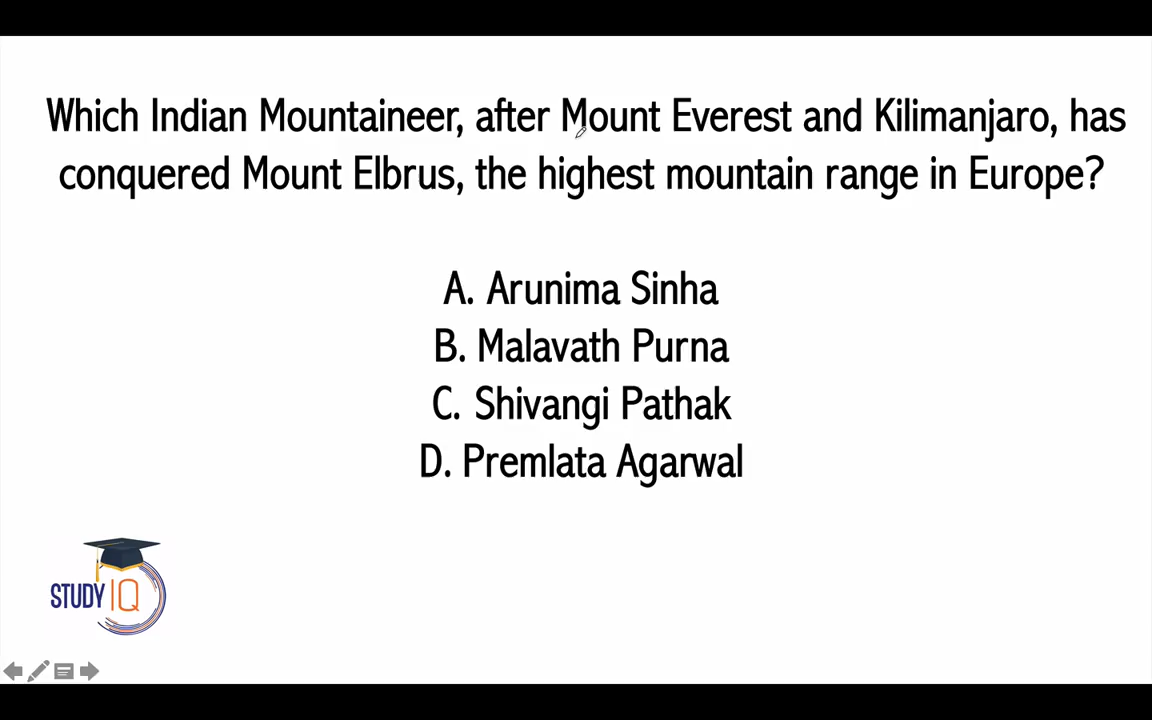 Which Indian Mountaineer, after Mount Everest and Kilimanjaro, has
conquered Mount Elbrus, the highest mountain range in Europe?
A. Arunima Sinha
B. Malavath Purna
C. Shivangi Pathak
D. Premlata Agarwal
STUDY IQ